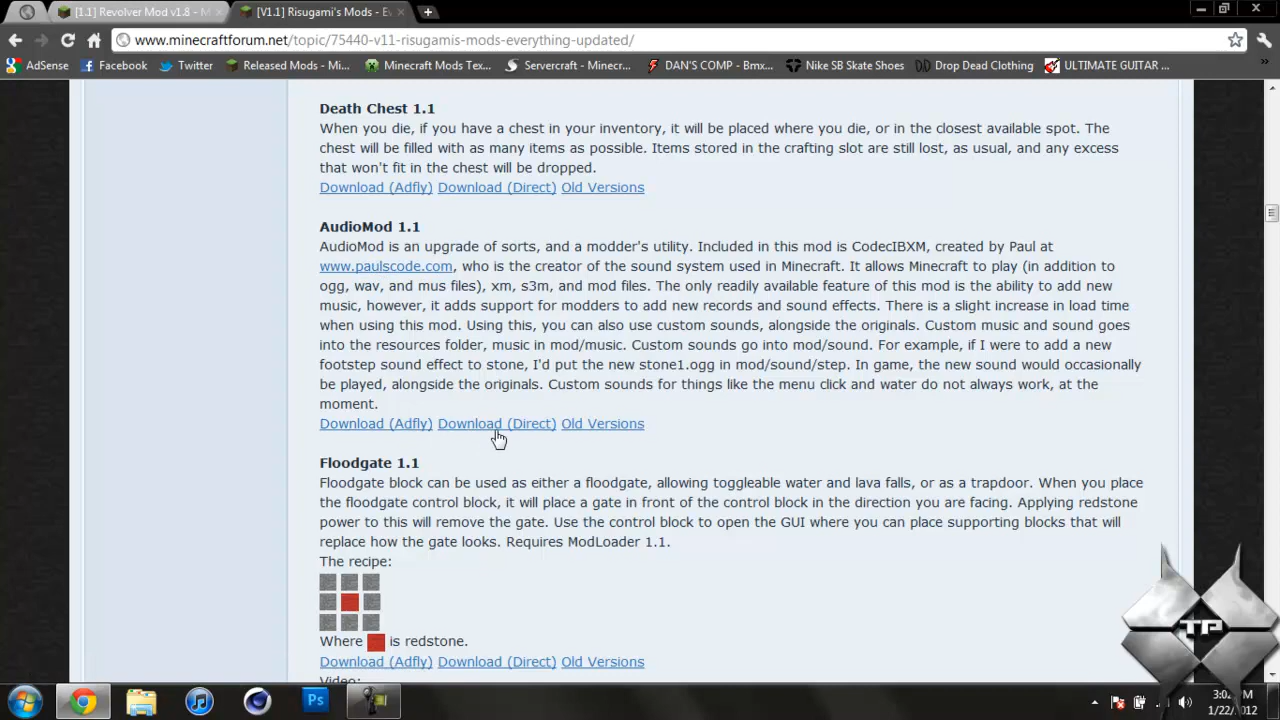 [1.1] Revolver Mod v1.8 - M
[V1.1] Risugami's Mods - Ev
www.minecraftforum.net/topic/75440-v11-risugamis-mods-everything-updated/
AdSense
Facebook
Twitter
Released Mods - Mi...
Minecraft Mods Tex...
Servercraft - Minecr...
DAN'S COMP - Bmx...
Nike SB Skate Shoes
Drop Dead Clothing
ULTIMATE GUITAR ...
Death Chest 1.1
When you die, if you have a chest in your inventory, it will be placed where you die, or in the closest available spot. The
chest will be filled with as many items as possible. Items stored in the crafting slot are still lost, as usual, and any excess
that won't fit in the chest will be dropped.
Download (Adfly) Download (Direct) Old Versions
AudioMod 1.1
AudioMod is an upgrade of sorts, and a modder's utility. Included in this mod is CodecIBXM, created by Paul at
www.paulscode.com, who is the creator of the sound system used in Minecraft. It allows Minecraft to play (in addition to
ogg, wav, and mus files), xm, s3m, and mod files. The only readily available feature of this mod is the ability to add new
music, however, it adds support for modders to add new records and sound effects. There is a slight increase in load time
when using this mod. Using this, you can also use custom sounds, alongside the originals. Custom music and sound goes
into the resources folder, music in mod/music. Custom sounds go into mod/sound. For example, if I were to add a new
footstep sound effect to stone, I'd put the new stone1.ogg in mod/sound/step. In game, the new sound would occasionally
be played, alongside the originals. Custom sounds for things like the menu click and water do not always work, at the
moment.
Download (Adfly) Download (Direct) Old Versions
Floodgate 1.1
Floodgate block can be used as either a floodgate, allowing toggleable water and lava falls, or as a trapdoor. When you place
the floodgate control block, it will place a gate in front of the control block in the direction you are facing. Applying redstone
power to this will remove the gate. Use the control block to open the GUI where you can place supporting blocks that will
replace how the gate looks. Requires ModLoader 1.1.
The recipe:
Where is redstone.
Download (Adfly) Download (Direct) Old Versions
Video:
TP
Ps
1/22/2012